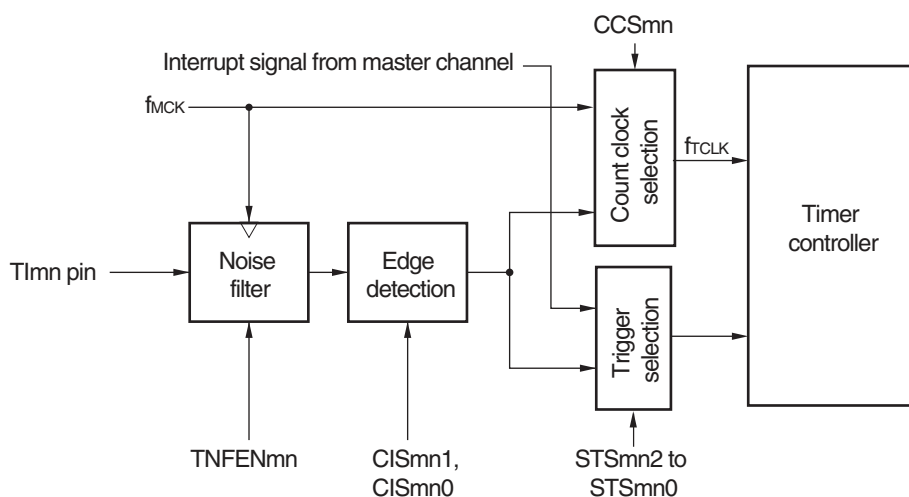 CCSmn
Interrupt signal from master channel
fMCK
Count clock
selection
fTCLK
Timer
controller
TImn pin
Noise
filter
Edge
detection
Trigger
selection
TNFENmn
CISmn1,
CISmn0
STSmn2 to
STSmn0